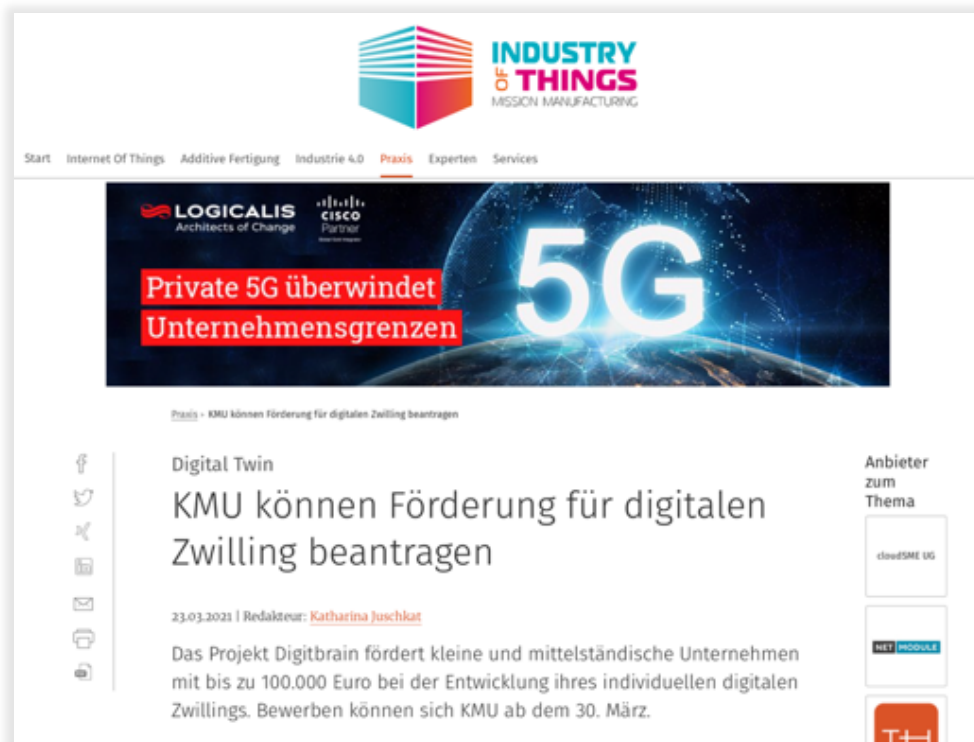 INDUSTRY
OF THINGS
MISSION MANUFACTURING
Start Internet Of Things Additive Fertigung Industrie 4.0 Praxis Experten Services
LOGICALIS
Architects of Change
CISCO
Partner
5G
Private 5G überwindet
Unternehmensgrenzen
Praxis › KMU können Förderung für digitalen Zwilling beantragen
Digital Twin
KMU können Förderung für digitalen
Zwilling beantragen
23.03.2021 | Redakteur: Katharina Juschkat
Das Projekt Digitbrain fördert kleine und mittelständische Unternehmen
mit bis zu 100.000 Euro bei der Entwicklung ihres individuellen digitalen
Zwillings. Bewerben können sich KMU ab dem 30. März.
Anbieter
zum
Thema
cloudSME UG
NET MODULE